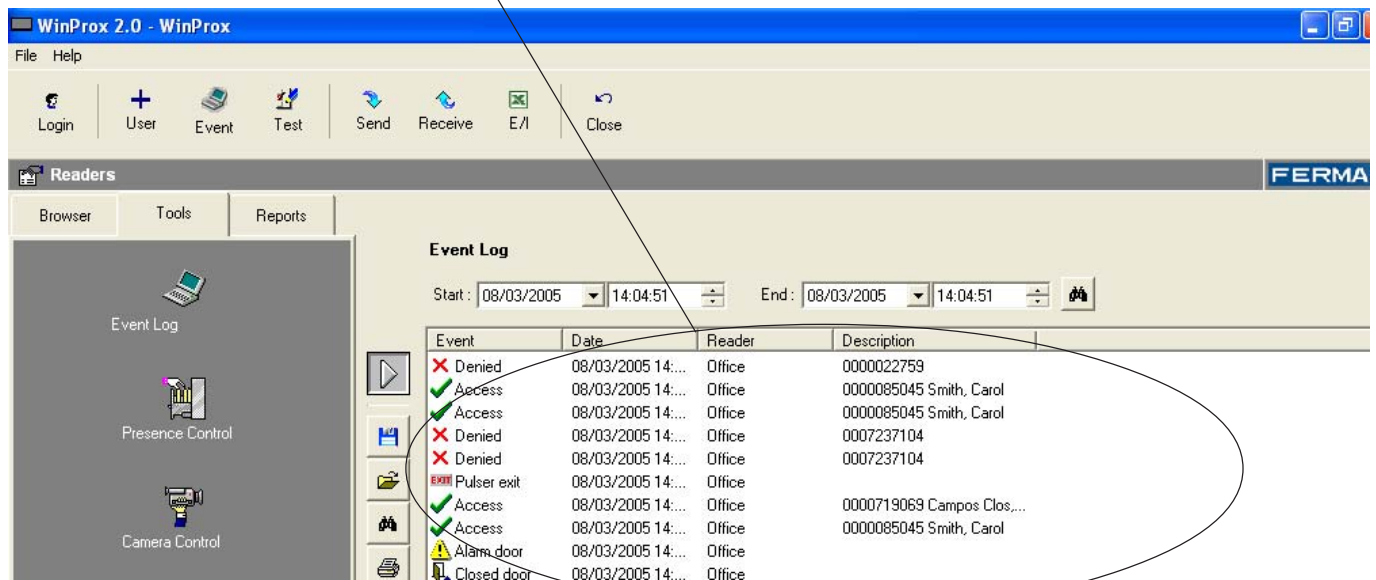 WinProx 2.0 - WinProx
File Help
Login User Event Test Send Receive E/I Close
Readers
FERMA
Browser Tools Reports
Event Log
Start : 08/03/2005 14:04:51 End : 08/03/2005 14:04:51
Event Log
Event Date Reader Description
Denied 08/03/2005 14:... Office 0000022759
Access 08/03/2005 14:... Office 0000085045 Smith, Carol
Access 08/03/2005 14:... Office 0000085045 Smith, Carol
Presence Control
Denied 08/03/2005 14:... Office 0007237104
Denied 08/03/2005 14:... Office 0007237104
EXIT Pulser exit 08/03/2005 14:... Office
Access 08/03/2005 14:... Office 0000719069 Campos Clos,...
Access 08/03/2005 14:... Office 0000085045 Smith, Carol
Camera Control
Alarm door 08/03/2005 14:... Office
Closed door 08/03/2005 14:... Office